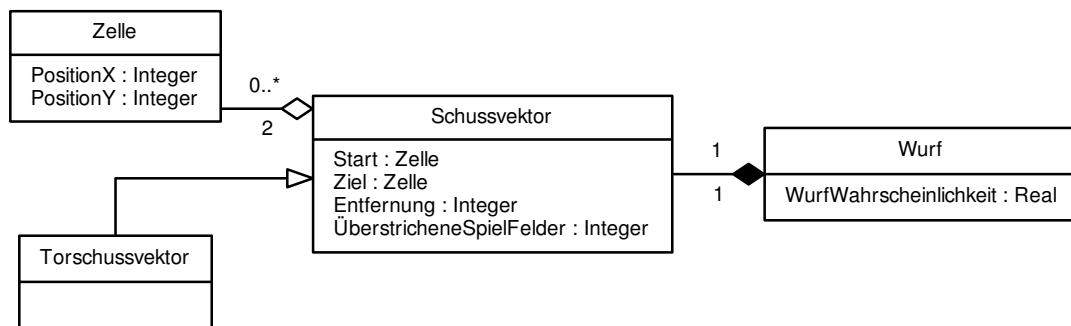 Zelle
PositionX : Integer
PositionY : Integer
0..*
2
Schussvektor
Start : Zelle
Ziel : Zelle
Entfernung : Integer
ÜberstricheneSpielFelder : Integer
1
1
Wurf
WurfWahrscheinlichkeit : Real
Torschussvektor